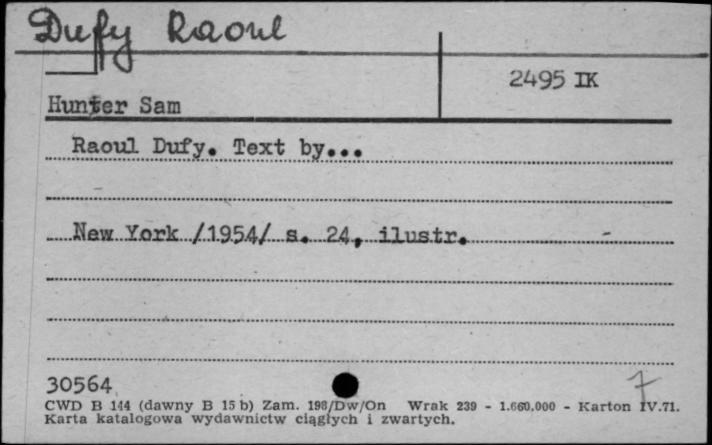 Dufy Raoul
2495 IK
Hunter Sam
Raoul Dufy. Text by...
New York /1954/ s. 24, ilustr.
30564
7
CWD B 144 (dawny B 15 b) Zam. 198/Dw/On Wrak 239 - 1.660.000 - Karton IV.71.
Karta katalogowa wydawnictw ciągłych i zwartych.